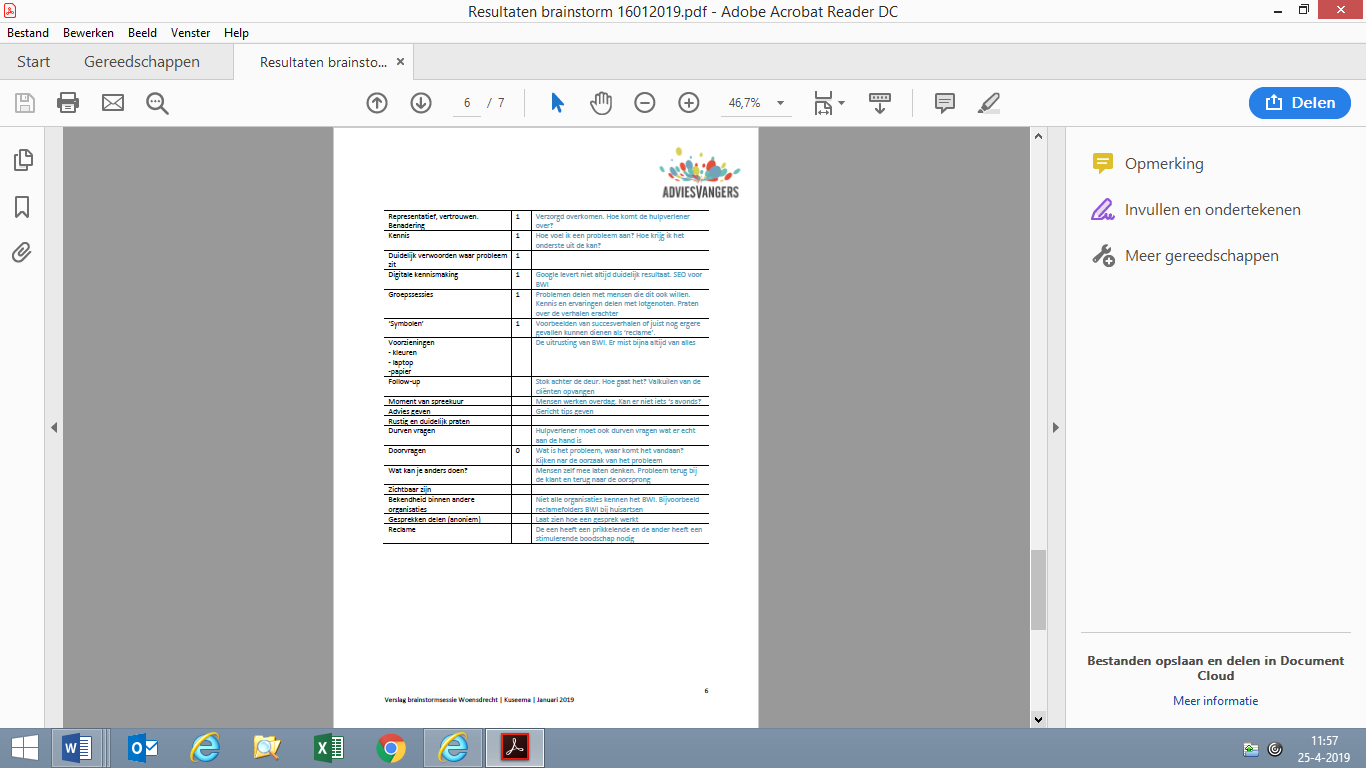 Resultaten brainstorm 16012019.pdf - Adobe Acrobat Reader DC
Bestand Bewerken Beeld Venster Help
Start Gereedschappen Resultaten brainsto... ×
6 / 7 46,7% Delen
ADVIESVANGERS
Representatief, vertrouwen. 1 Verzorgd overkomen. Hoe komt de hulpverlener
Benadering over?
Kennis 1 Hoe voel ik een probleem aan? Hoe krijg ik het
onderste uit de kan?
Duidelijk verwoorden waar probleem 1
zit
Digitale kennismaking 1 Google levert niet altijd duidelijk resultaat. SEO voor
BWI
Groepssessies 1 Problemen delen met mensen die dit ook willen.
Kennis en ervaringen delen met lotgenoten. Praten
over de verhalen erachter
'Symbolen' 1 Voorbeelden van succesverhalen of juist nog ergere
gevallen kunnen dienen als 'reclame'.
Voorzieningen De uitrusting van BWI. Er mist bijna altijd van alles
- kleuren
- laptop
-papier
Follow-up Stok achter de deur. Hoe gaat het? Valkuilen van de
cliënten opvangen
Moment van spreekuur Mensen werken overdag. Kan er niet iets 's avonds?
Advies geven Gericht tips geven
Rustig en duidelijk praten
Durven vragen Hulpverlener moet ook durven vragen wat er echt
aan de hand is
Doorvragen 0 Wat is het probleem, waar komt het vandaan?
Kijken nar de oorzaak van het probleem
Wat kan je anders doen? Mensen zelf mee laten denken. Probleem terug bij
de klant en terug naar de oorsprong
Zichtbaar zijn
Bekendheid binnen andere Niet alle organisaties kennen het BWI. Bijvoorbeeld
organisaties reclamefolders BWI bij huisartsen
Gesprekken delen (anoniem) Laat zien hoe een gesprek werkt
Reclame De een heeft een prikkelende en de ander heeft een
stimulerende boodschap nodig
6
Verslag brainstormsessie Woensdrecht | Kuseema | Januari 2019
Opmerking
Invullen en ondertekenen
Meer gereedschappen
Bestanden opslaan en delen in Document
Cloud
Meer informatie
11:57
25-4-2019